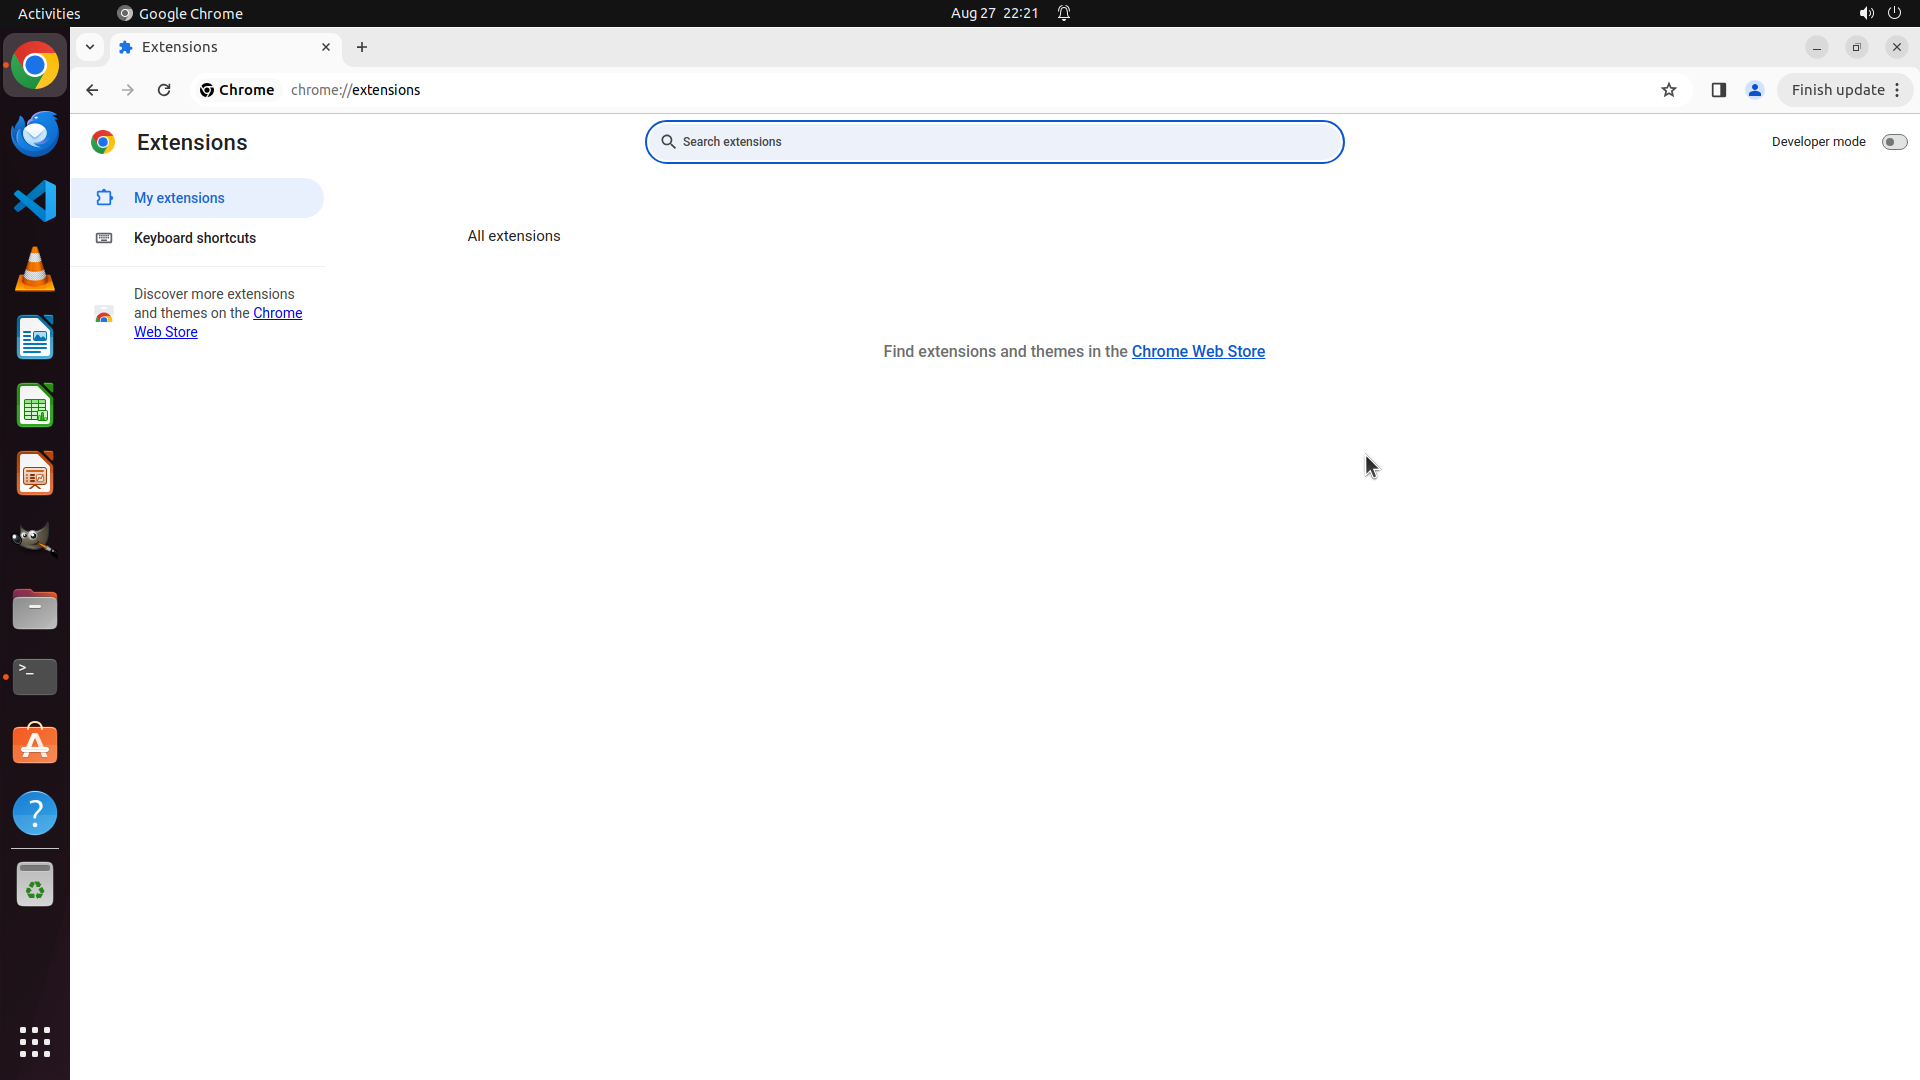 Activities
Google Chrome
Aug 27 22:21
Extensions
Chrome
chrome://extensions
Finish update
Extensions
Search extensions
Developer mode
My extensions
Keyboard shortcuts
Discover more extensions
and themes on the Chrome
Web Store
All extensions
Find extensions and themes in the Chrome Web Store